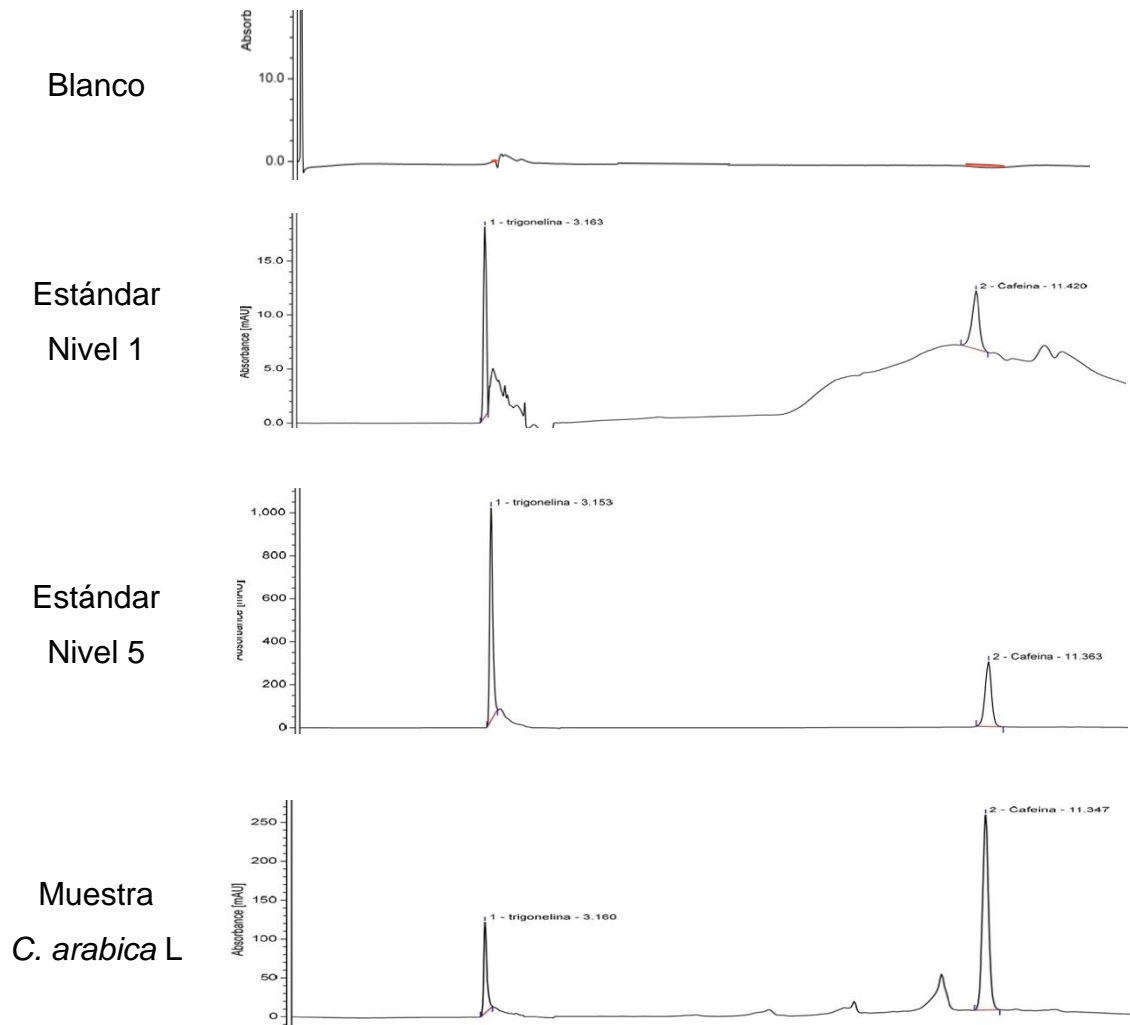 Blanco
10.0
0.0
Estándar
Nivel 1
Absorbance [mAU]
15.0
10.0
5.0
0.0
1 - trigonelina - 3.163
2 - Cafeina - 11.420
Estándar
Nivel 5
1,000
800
600
400
200
0
1 - trigonelina - 3.153
2 - Cafeina - 11.363
Muestra
C. arabica L
Absorbance [mAU]
250
200
150
100
50
0
1 - trigonelina - 3.160
2 - Cafeina - 11.347